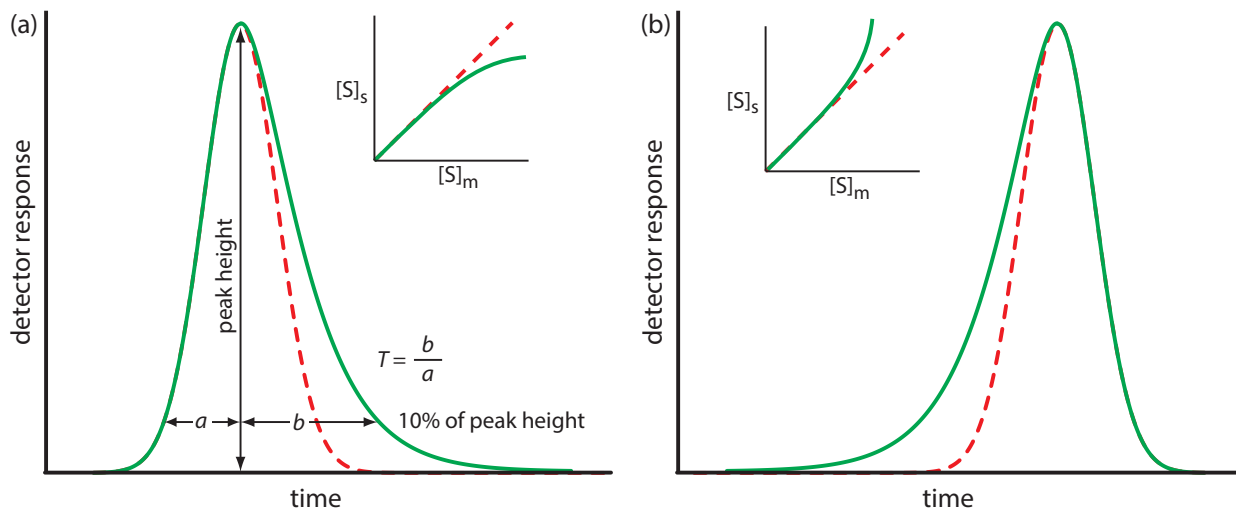 (a)
detector response
peak height
[S]s
[S]m
T = b
a
a
b
10% of peak height
time
(b)
detector response
[S]s
[S]m
time